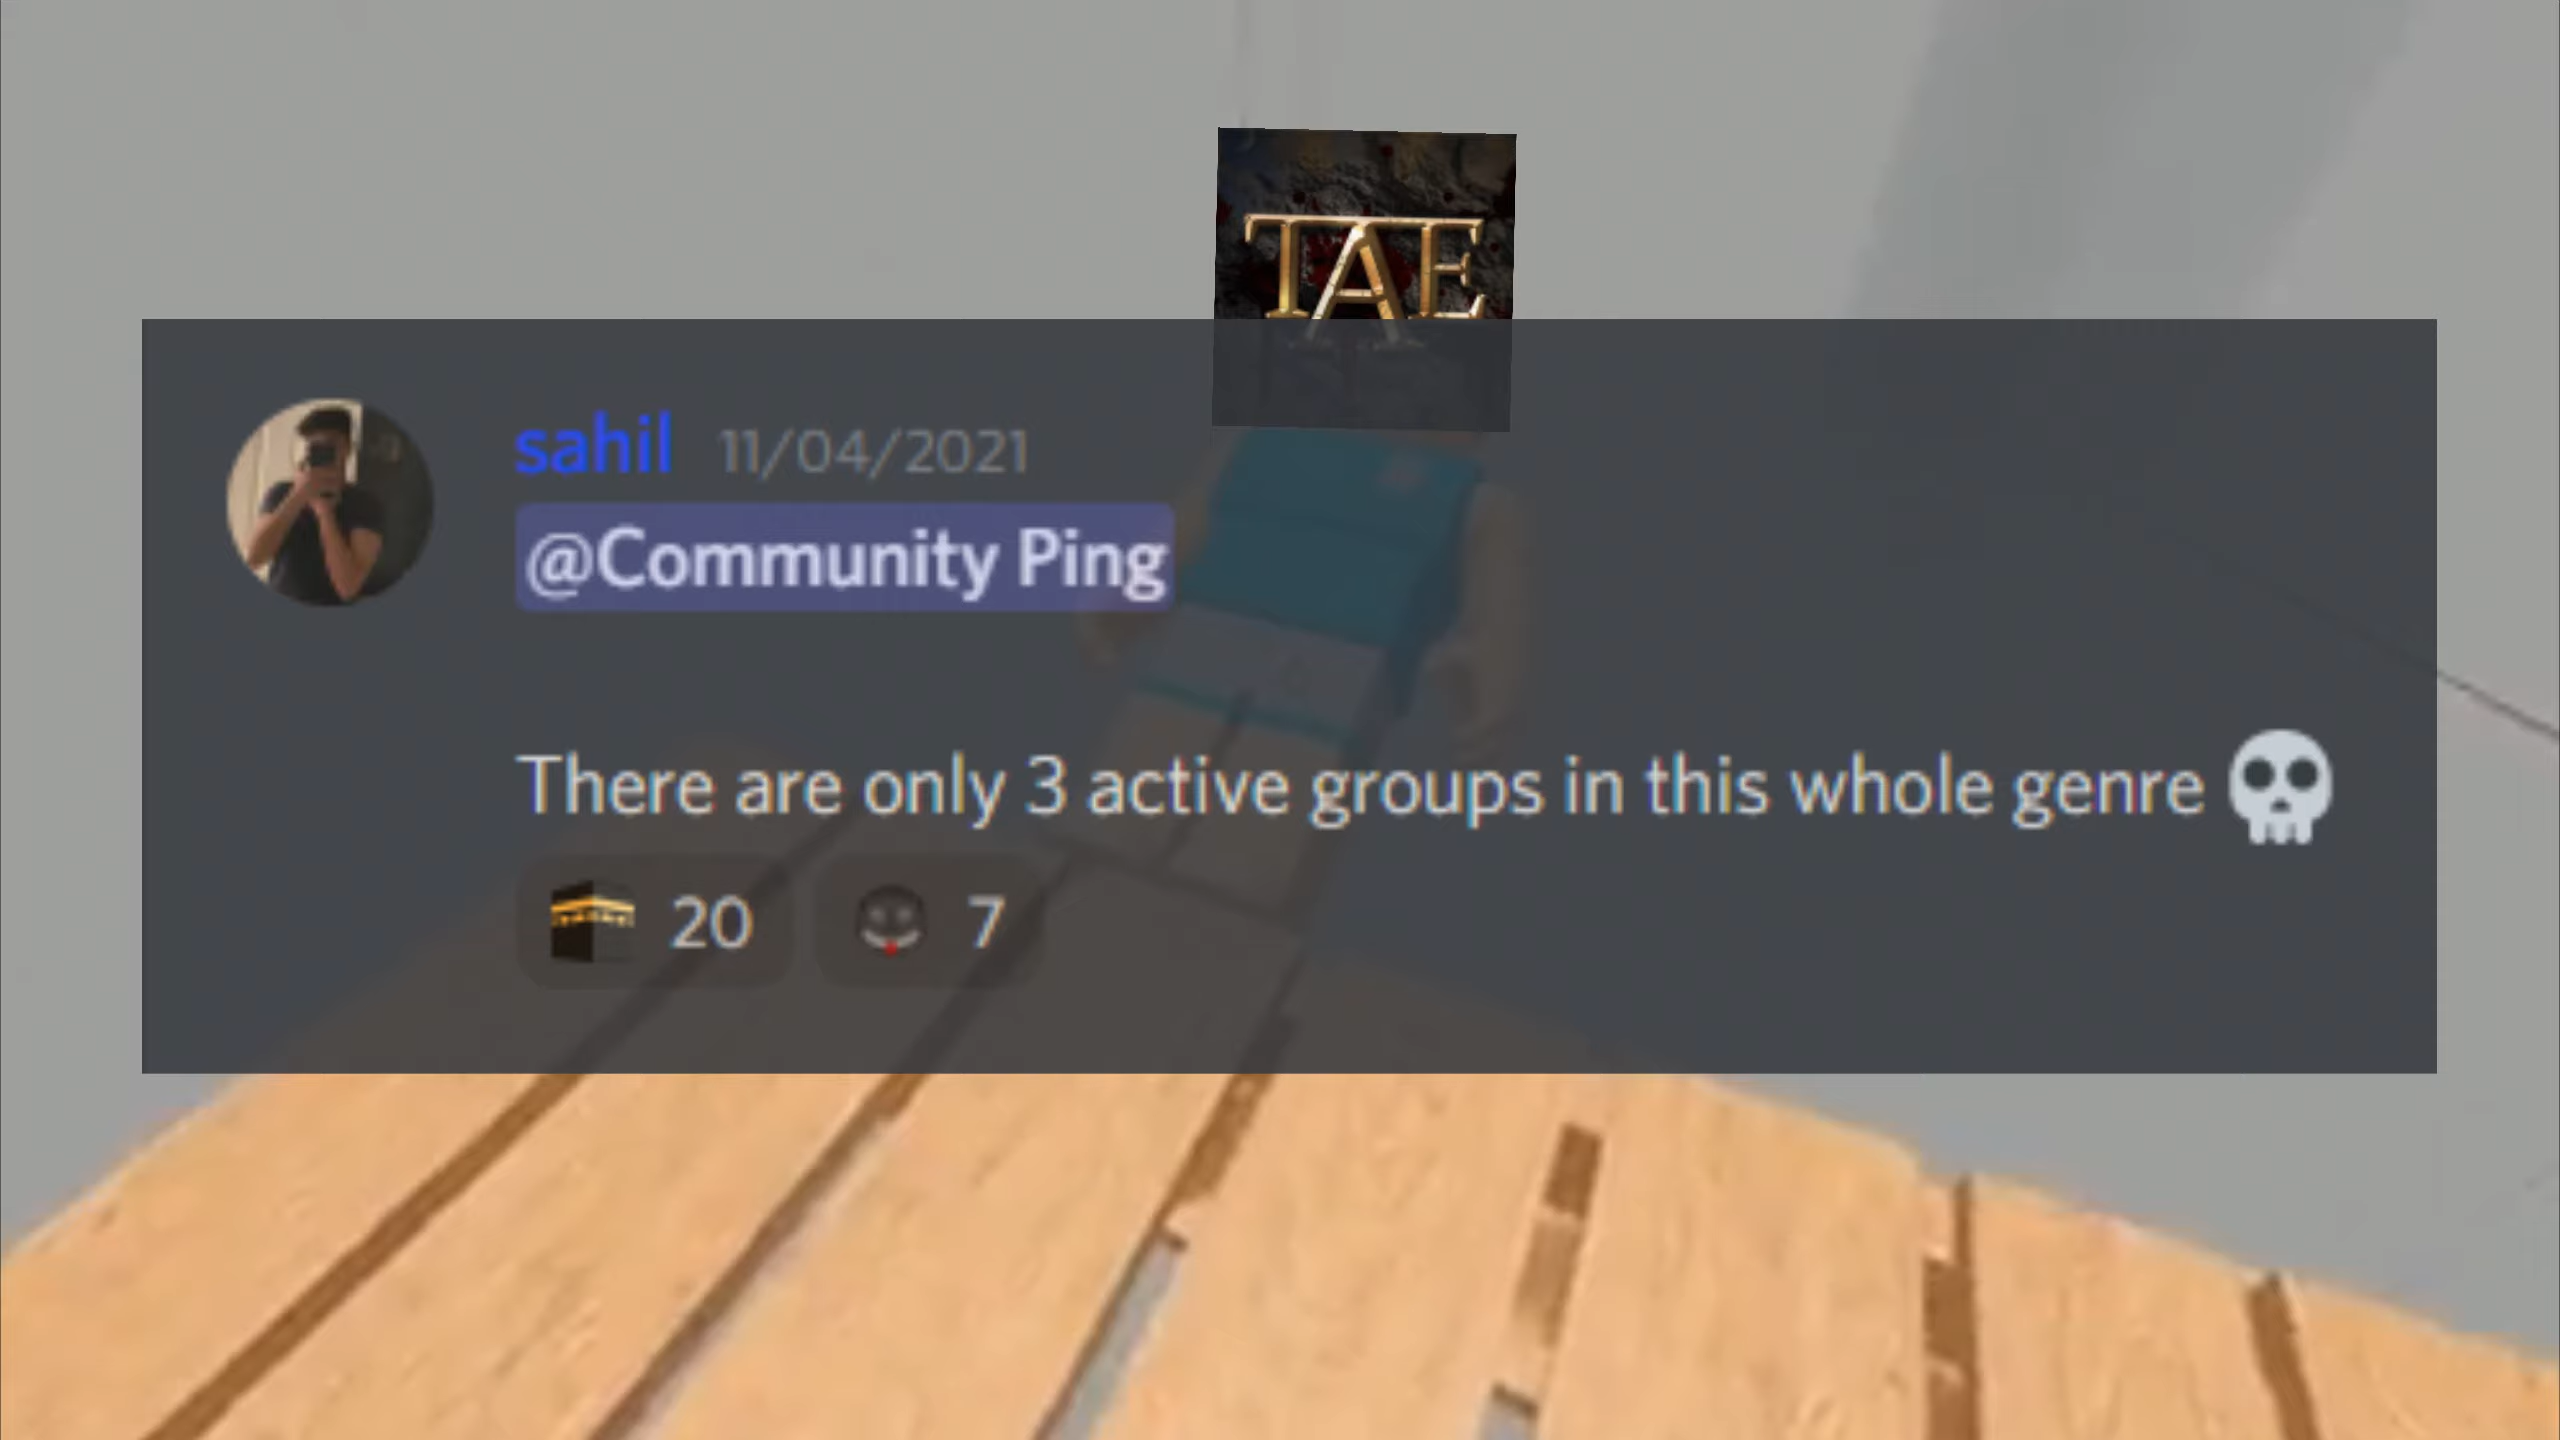 TAE
sahil 11/04/2021
@Community Ping
There are only 3 active groups in this whole genre 💀
20 7